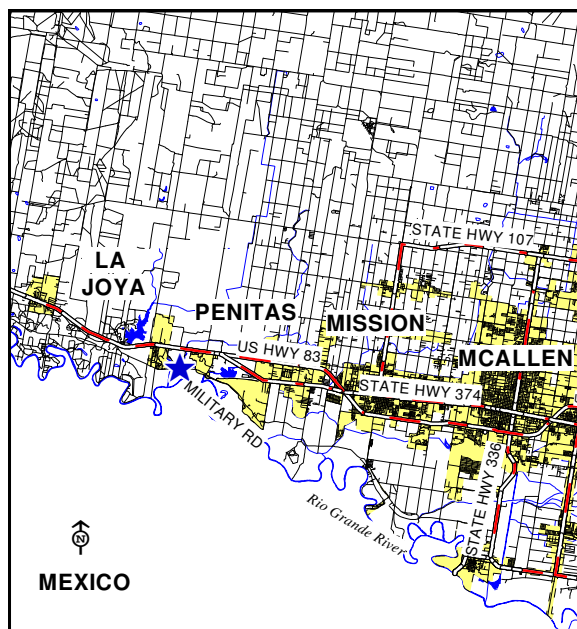 STATE HWY 107
LA
JOYA
PENITAS
MISSION
US HWY 83
MCALLEN
STATE HWY 374
MILITARY RD
STATE HWY 336
Rio Grande River
N
MEXICO